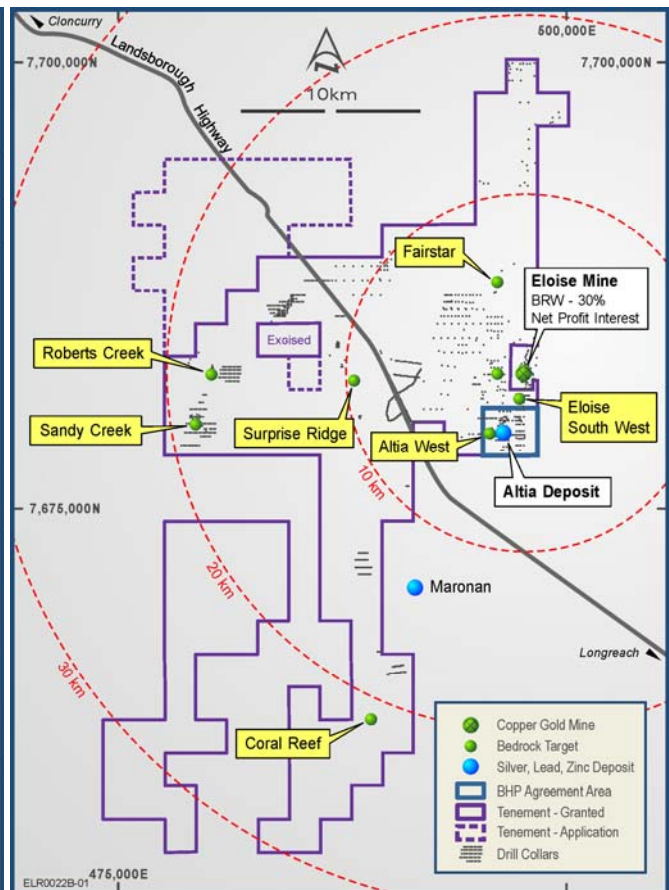 Cloncurry
500,000E
7,700,000N
7,700,000N
Landsborough
Highway
10km
Fairstar
Eloise Mine
BRW - 30%
Net Profit Interest
Exoised
Roberts Creek
Sandy Creek
Surprise Ridge
Altia West
Eloise
South West
Altia Deposit
10 km
7,675,000N
7,675,000N
Maronan
20 km
30 km
Longreach
Coral Reef
Copper Gold Mine
Bedrock Target
Silver, Lead, Zinc Deposit
BHP Agreement Area
Tenement - Granted
Tenement - Application
Drill Collars
475,000E
ELR0022B-01